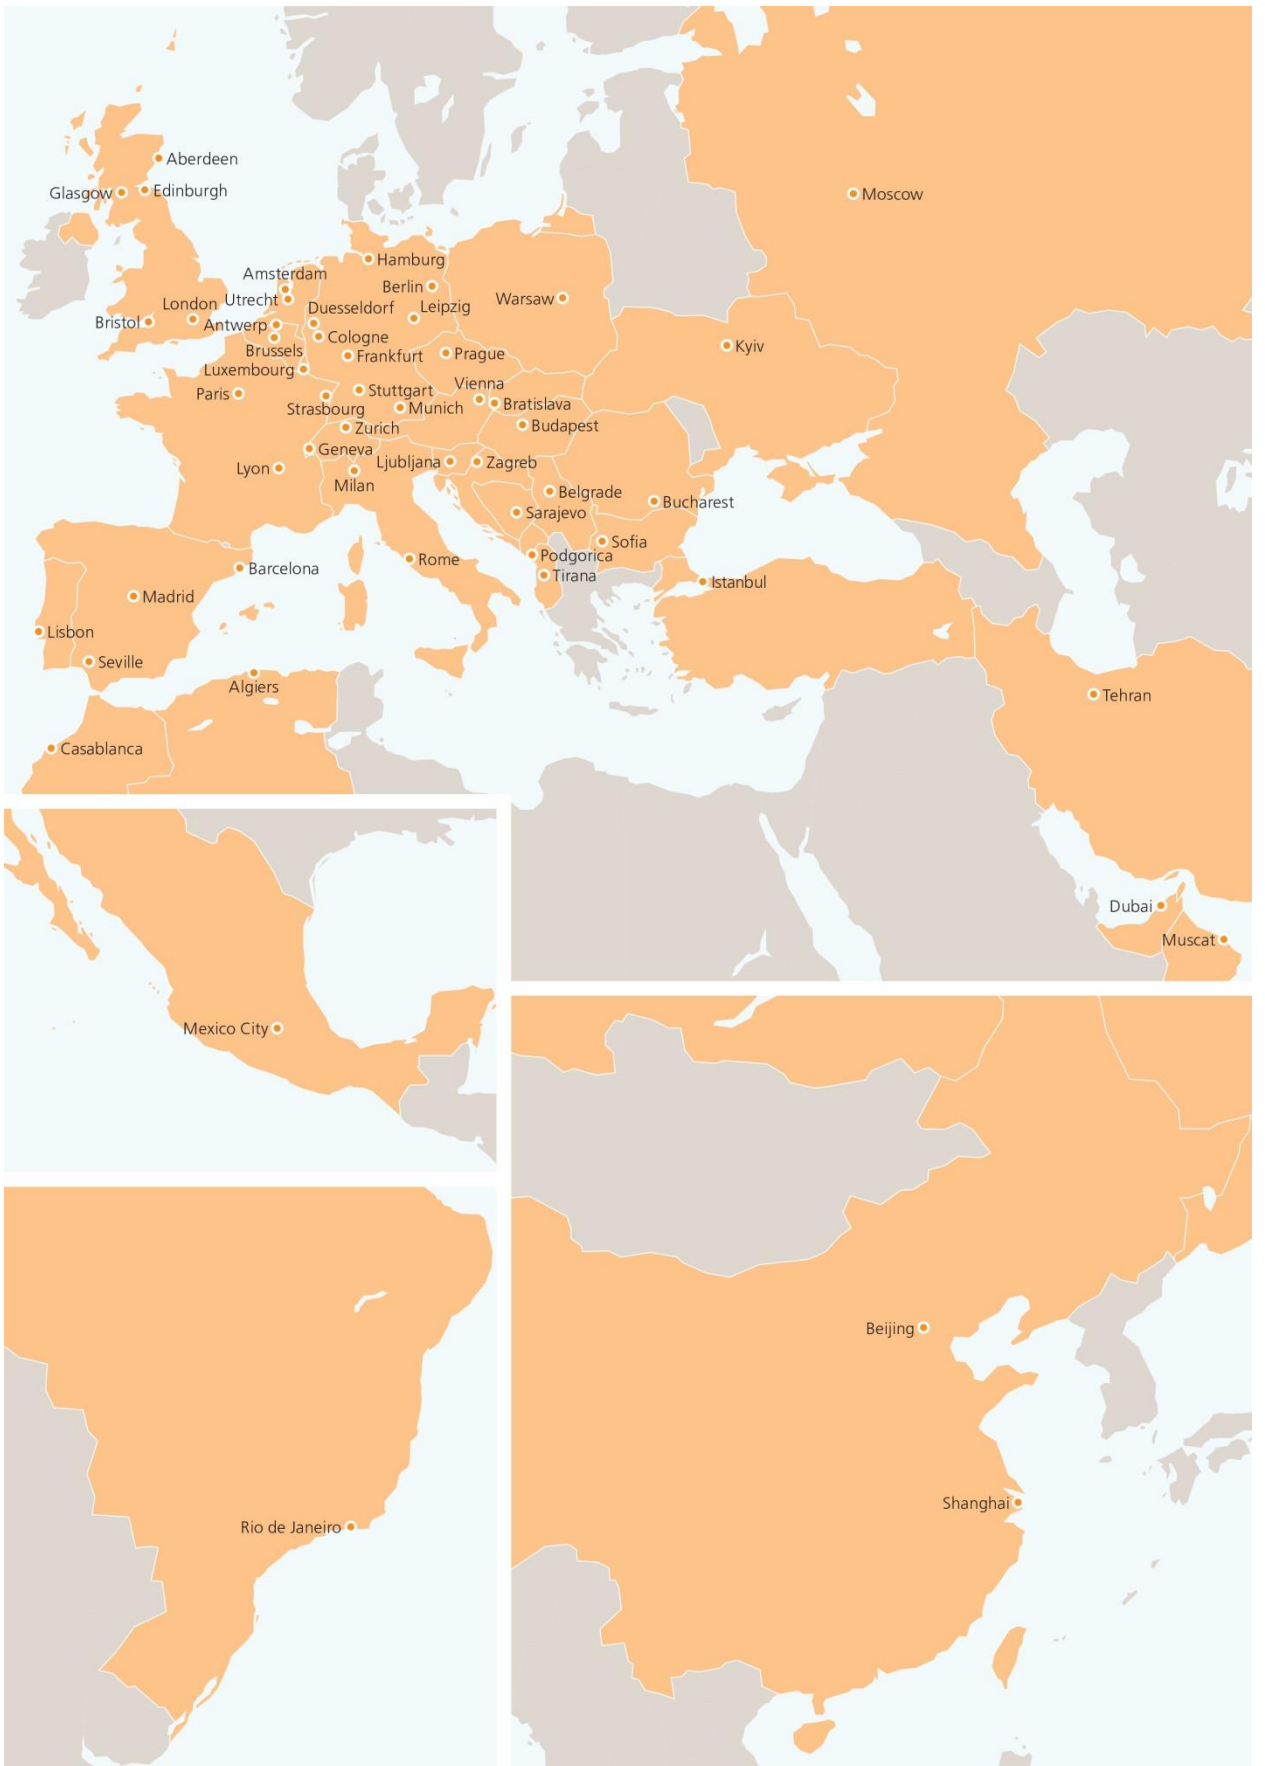 Aberdeen
Glasgow
Edinburgh
Moscow
Hamburg
Amsterdam
Berlin
Utrecht
Warsaw
London
Duesseldorf
Leipzig
Bristol
Antwerp
Cologne
Kyiv
Brussels
Frankfurt
Prague
Luxembourg
Vienna
Paris
Stuttgart
Strasbourg
Munich
Bratislava
Zurich
Budapest
Geneva
Lyon
Ljubljana
Zagreb
Milan
Belgrade
Bucharest
Sarajevo
Sofia
Podgorica
Rome
Barcelona
Tirana
Istanbul
Madrid
Lisbon
Seville
Algiers
Tehran
Casablanca
Dubai
Muscat
Mexico City
Beijing
Shanghai
Rio de Janeiro